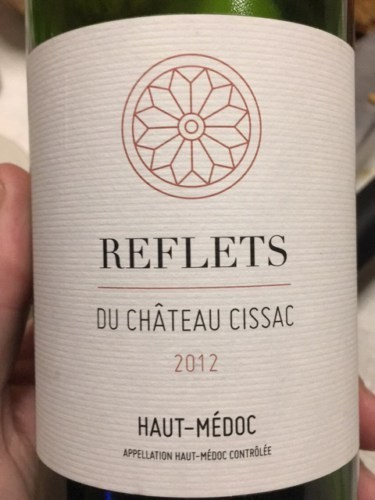 REFLETS
DU CHÂTEAU CISSAC
2012
HAUT-MÉDOC
APPELLATION HAUT-MÉDOC CONTRÔLÉE